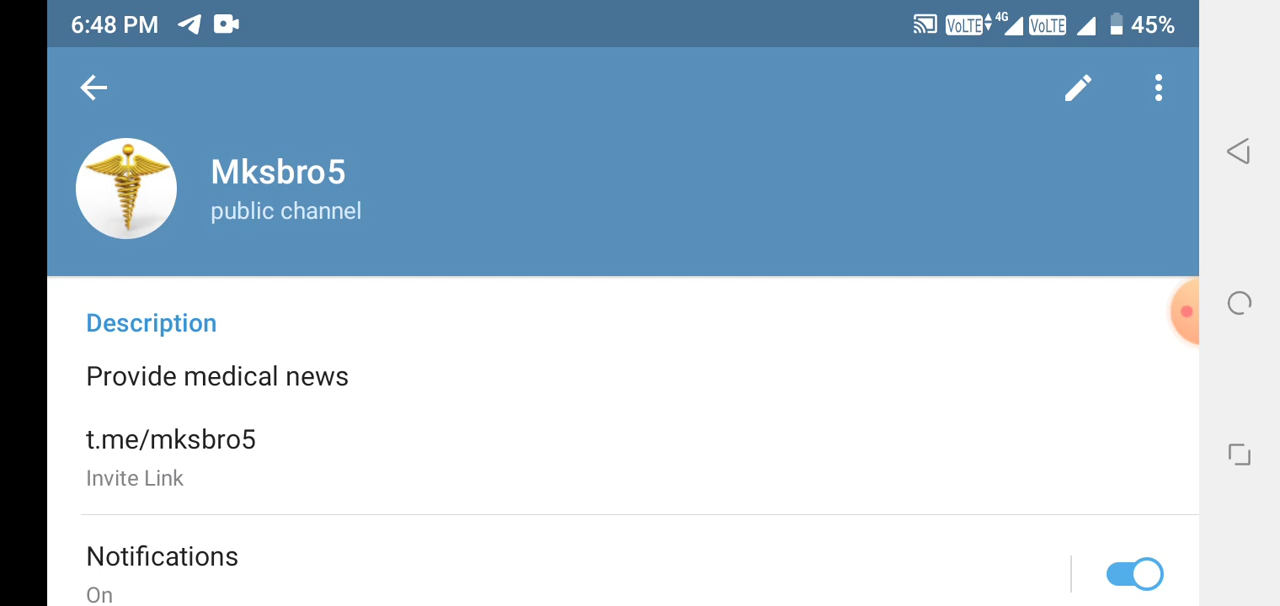 6:48 PM VoLTE 4G VoLTE 45%
Mksbro5
public channel
Description
Provide medical news
t.me/mksbro5
Invite Link
Notifications
On